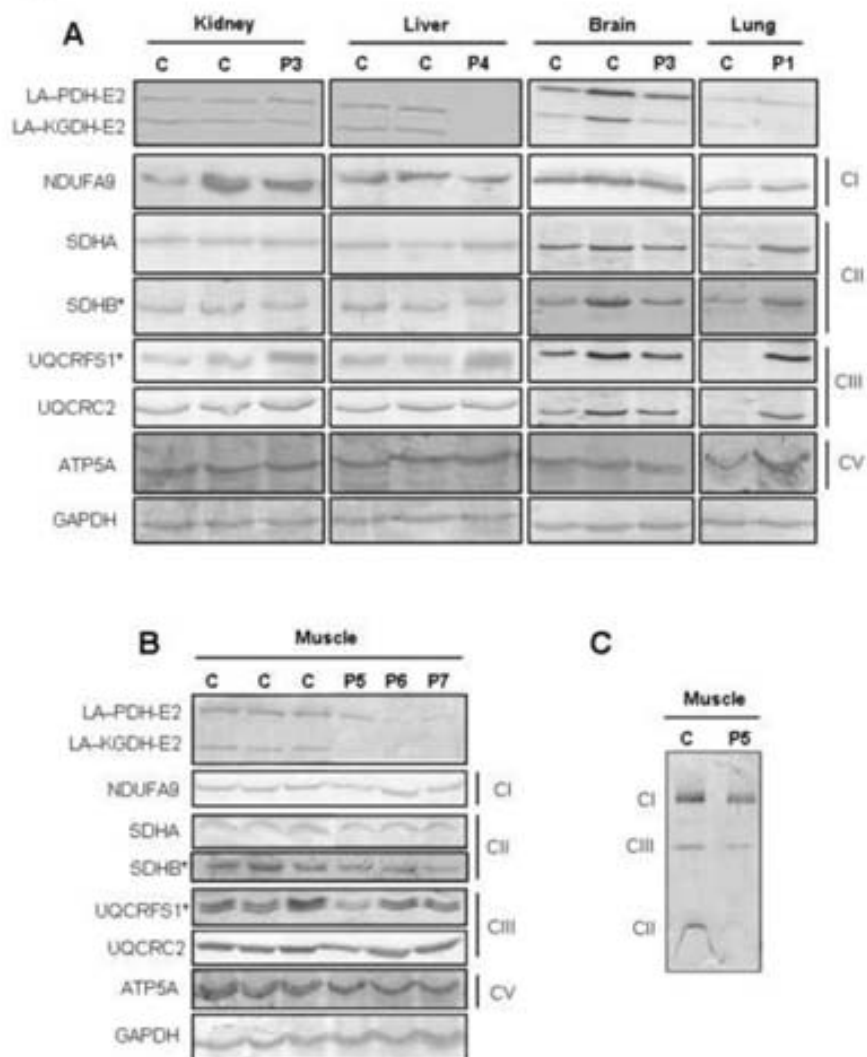 A
Kidney Liver Brain Lung
C C P3 C C P4 C C P3 C P1
LA-PDH-E2
LA-KGDH-E2
NDUFA9 CI
SDHA
CII
SDHB*
UQCRFS1*
CIII
UQCRC2
ATP5A CV
GAPDH
B Muscle
C C C P5 P6 P7
LA-PDH-E2
LA-KGDH-E2
NDUFA9 CI
SDHA
CII
SDHB*
UQCRFS1*
CIII
UQCRC2
ATP5A CV
GAPDH
C
Muscle
C P5
CI
CIII
CII